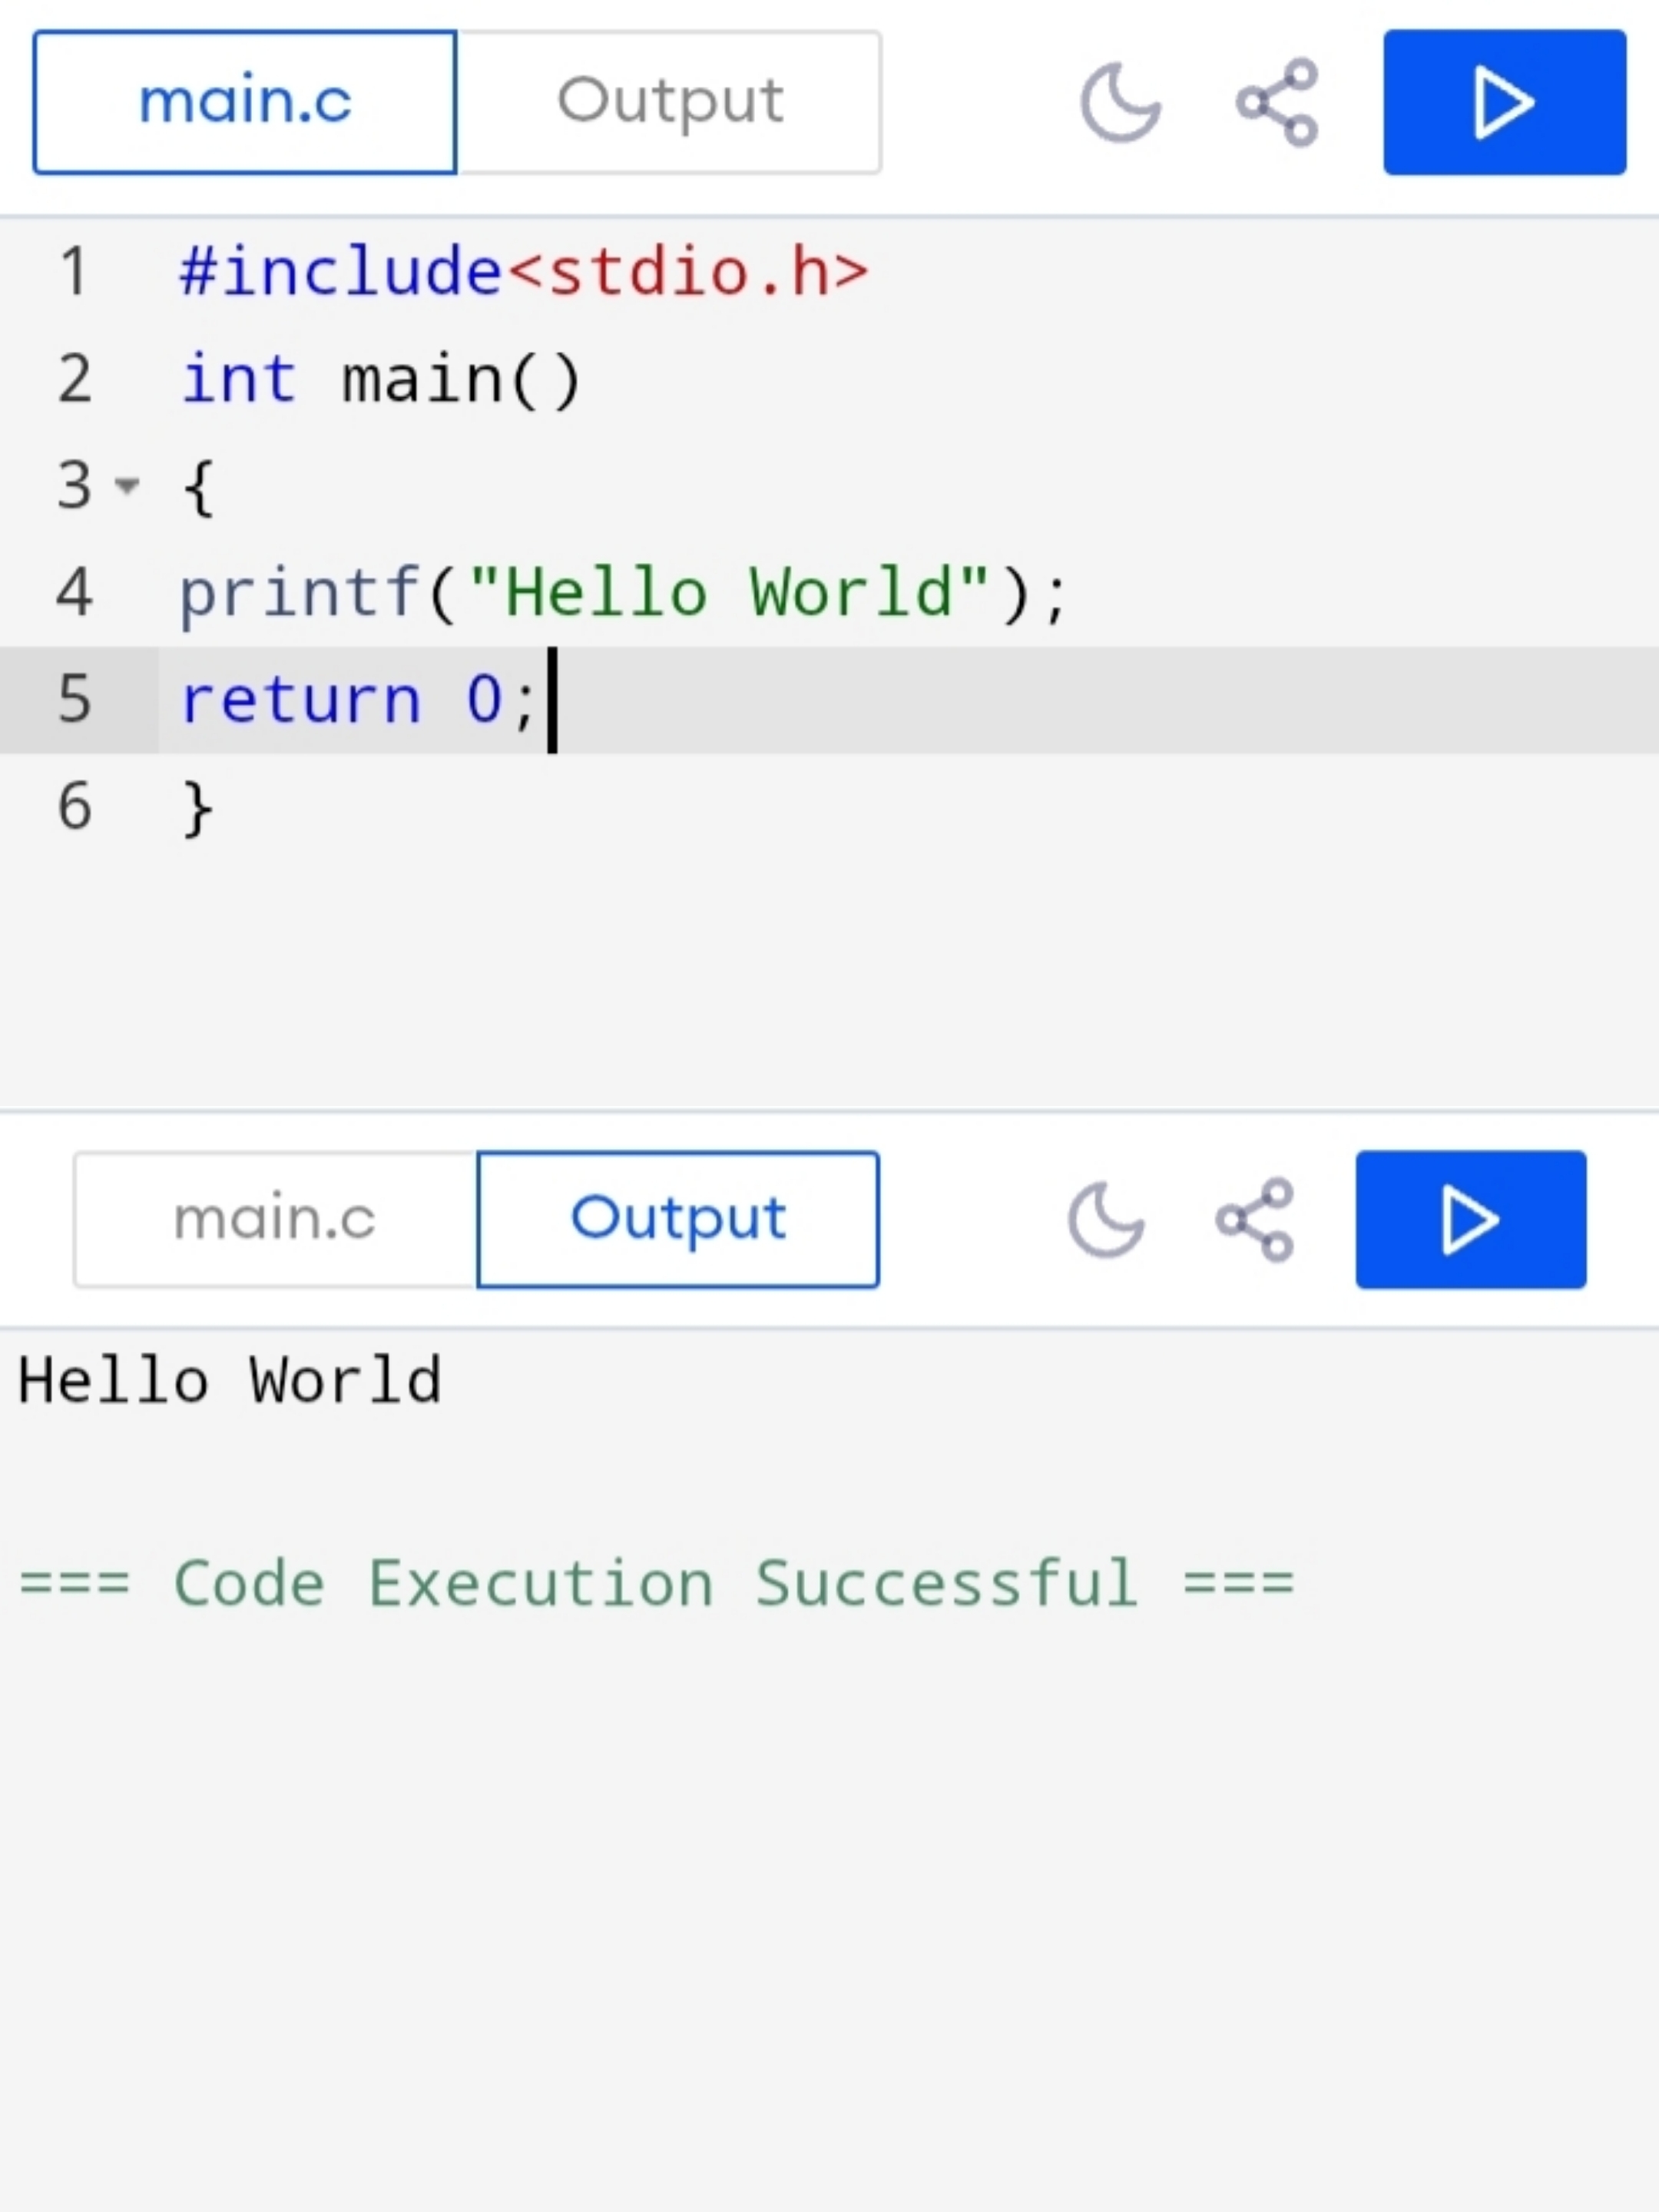 main.c Output
1 #include<stdio.h>
2 int main()
3 {
4 printf("Hello World");
5 return 0;
6 }
main.c Output
Hello World
=== Code Execution Successful ===